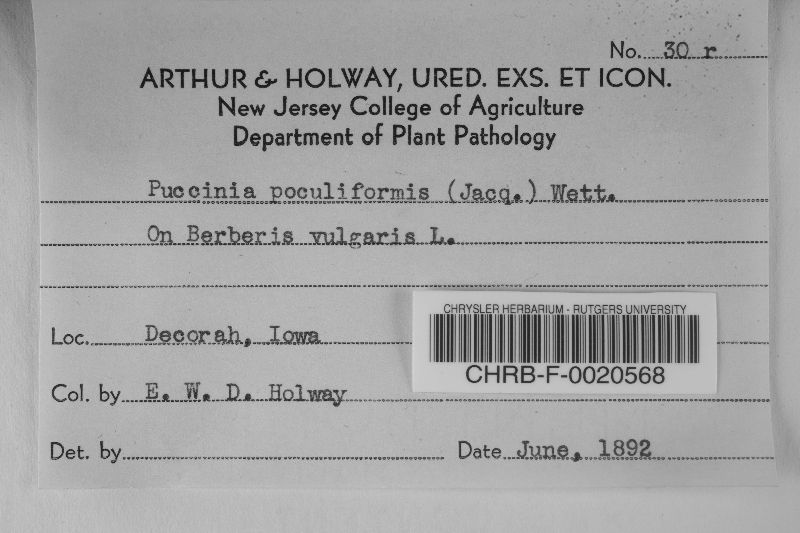 No. 30 r
ARTHUR & HOLWAY, URED. EXS. ET ICON.
New Jersey College of Agriculture
Department of Plant Pathology
Puccinia poculiformis (Jacq.) Wett.
On Berberis vulgaris L.
CHRYSLER HERBARIUM - RUTGERS UNIVERSITY
CHRB-F-0020568
Loc. Decorah, Iowa
Col. by E. W. D. Holway
Det. by Date June, 1892